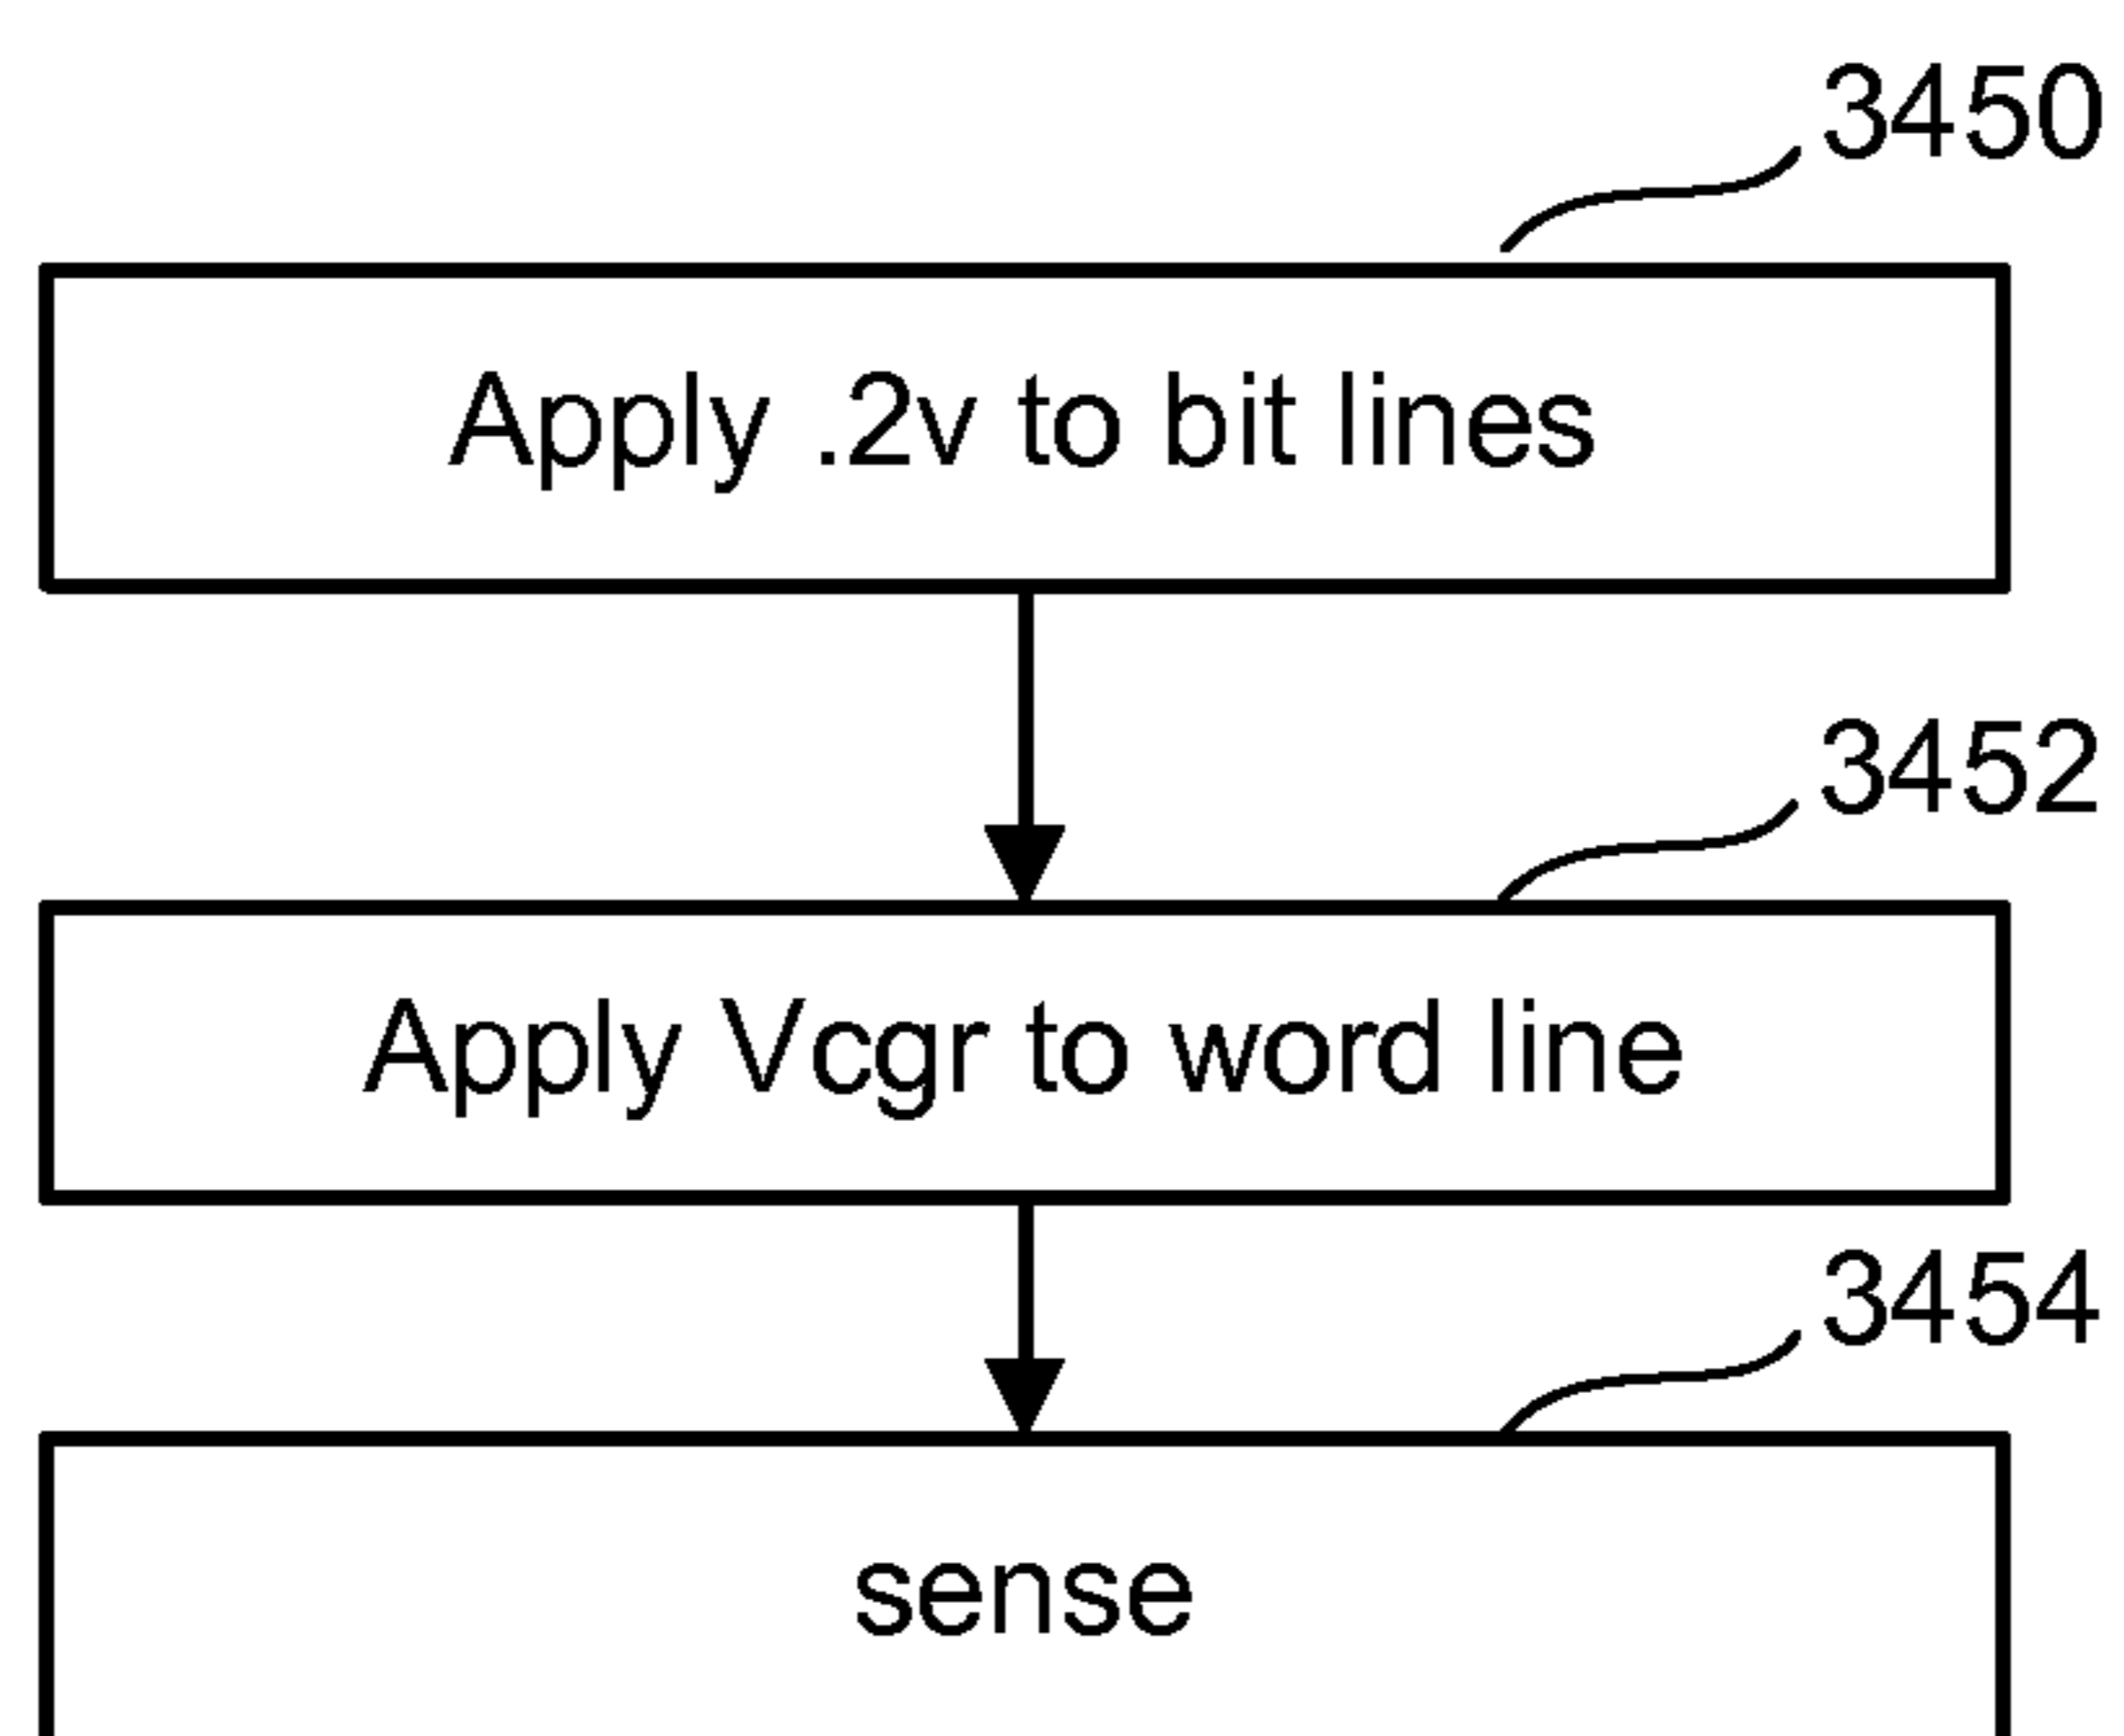 3450
Apply .2v to bit lines
3452
Apply Vcgr to word line
3454
sense